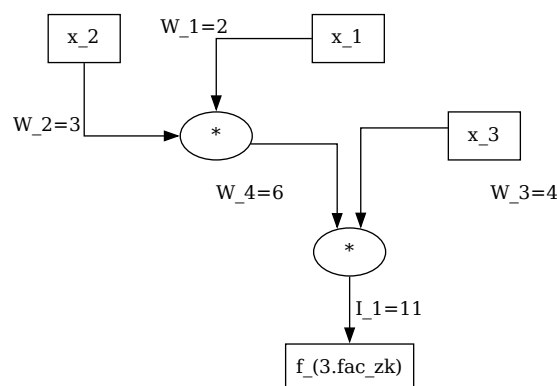 x_2
W_1=2
x_1
W_2=3
*
x_3
W_4=6
W_3=4
*
I_1=11
f_(3.fac_zk)